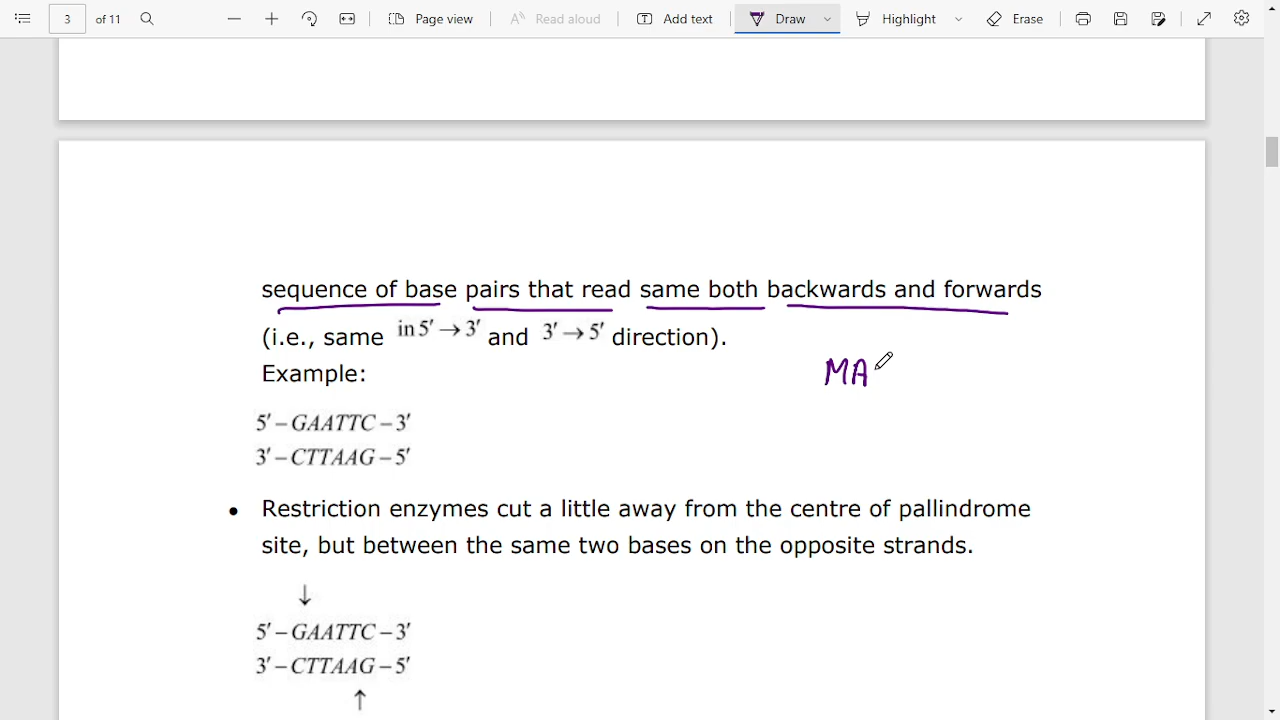 3 of 11 Page view Read aloud Add text Draw Highlight Erase
sequence of base pairs that read same both backwards and forwards
(i.e., same in 5′ → 3′ and 3′ → 5′ direction).
Example:
MA
5′ – GAATTC – 3′
3′ – CTTAAG – 5′
• Restriction enzymes cut a little away from the centre of pallindrome
site, but between the same two bases on the opposite strands.
↓
5′ – GAATTC – 3′
3′ – CTTAAG – 5′
↑